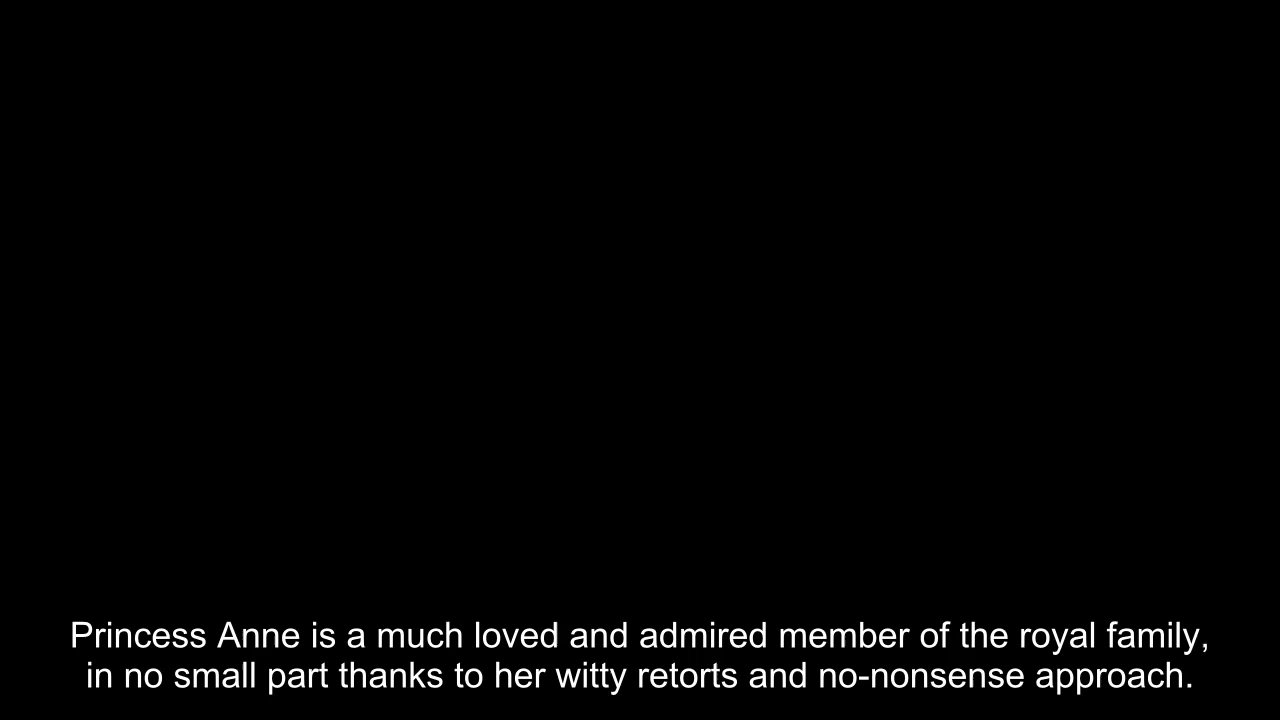 Princess Anne is a much loved and admired member of the royal family,
in no small part thanks to her witty retorts and no-nonsense approach.